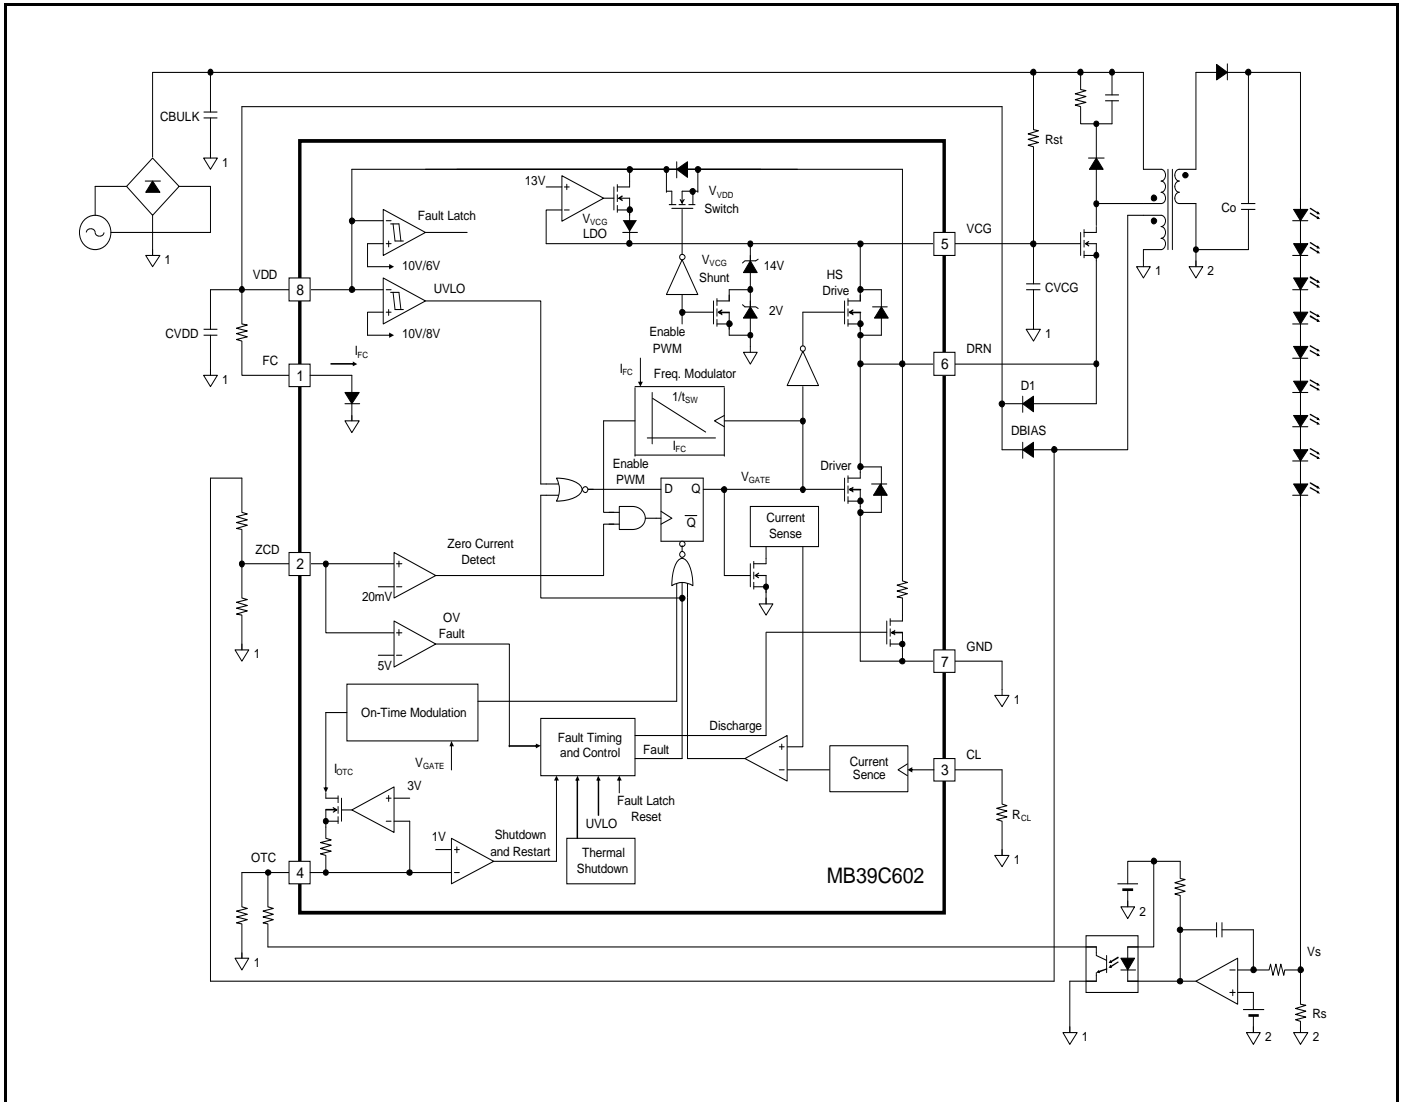 CBULK
1
Rst
Co
1
1
2
VDD
8
CVDD
1
FC
1
IFC
Fault Latch
10V/6V
UVLO
10V/8V
13V
VVCG
LDO
VVDD
Switch
VVCG
Shunt
14V
2V
Enable
PWM
HS
Drive
5
VCG
CVCG
1
6
DRN
D1
DBIAS
IFC
Freq. Modulator
1/tSW
IFC
Enable
PWM
D
Q
Q
VGATE
Driver
Current
Sense
ZCD
2
Zero Current
Detect
20mV
1
OV
Fault
5V
7
GND
1
On-Time Modulation
VGATE
IOTC
3V
Discharge
Fault Timing
and Control
Fault
Current
Sence
3
CL
RCL
1
Fault Latch
Reset
UVLO
1V
Shutdown
and Restart
Thermal
Shutdown
OTC
4
1
MB39C602
2
Vs
Rs
1
2
2